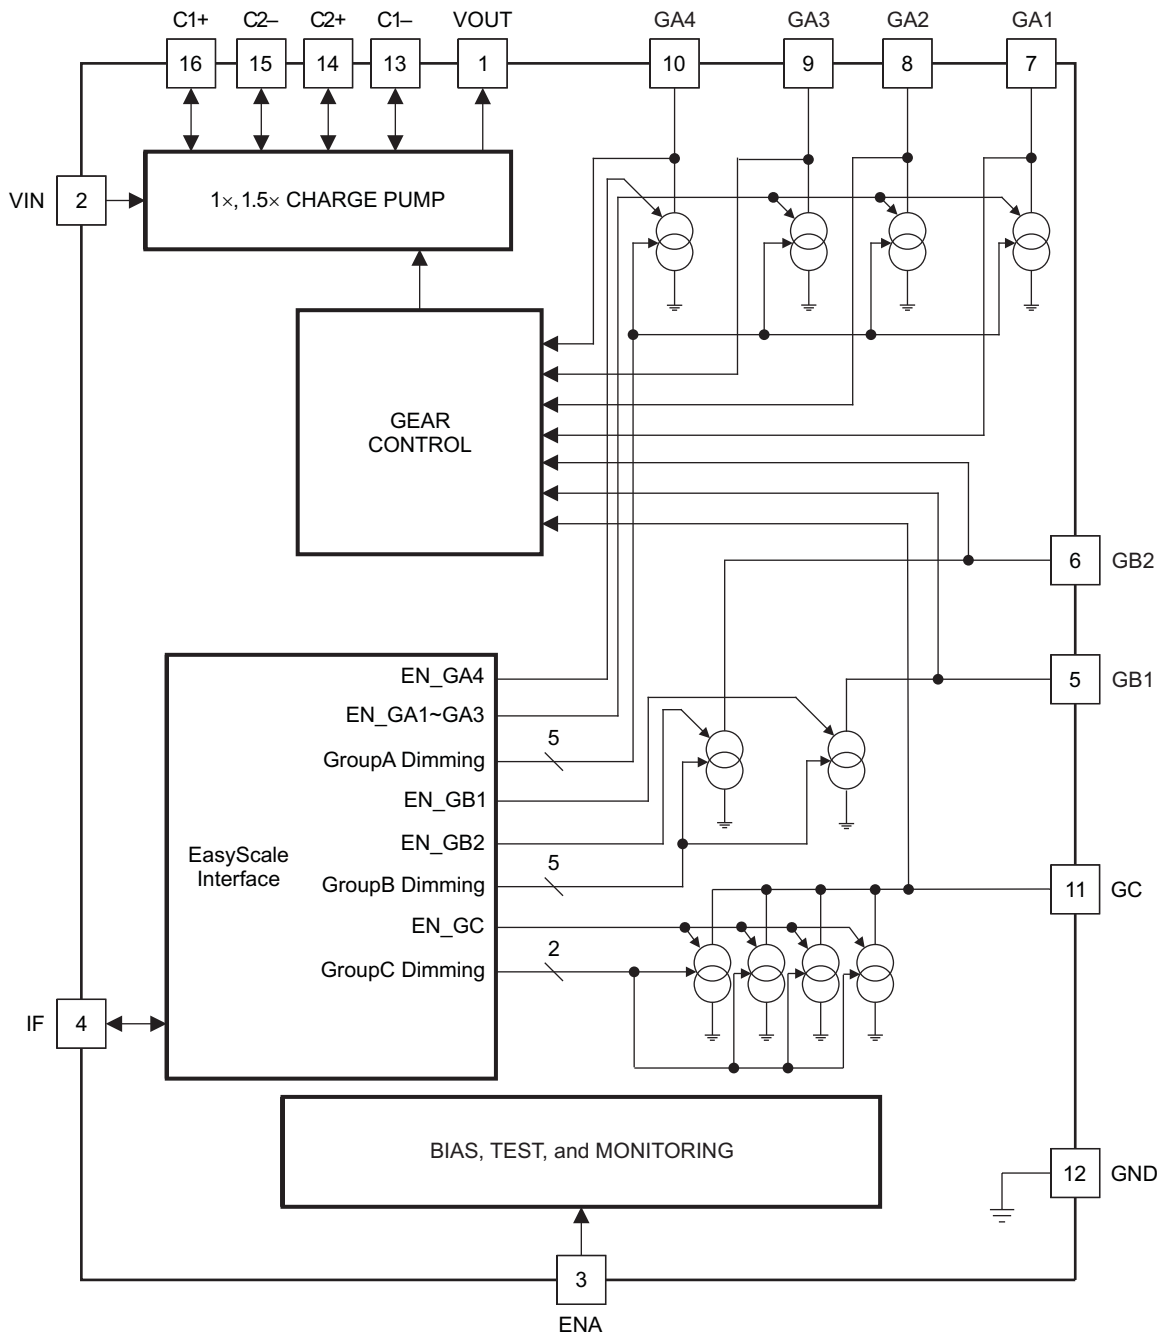 C1+ C2– C2+ C1– VOUT GA4 GA3 GA2 GA1
16 15 14 13 1 10 9 8 7
VIN 2
1×, 1.5× CHARGE PUMP
GEAR
CONTROL
6 GB2
5 GB1
EN_GA4
EN_GA1~GA3
5
GroupA Dimming
EN_GB1
EN_GB2
EasyScale
Interface
5
GroupB Dimming
11 GC
EN_GC
2
GroupC Dimming
IF 4
BIAS, TEST, and MONITORING
12 GND
3
ENA